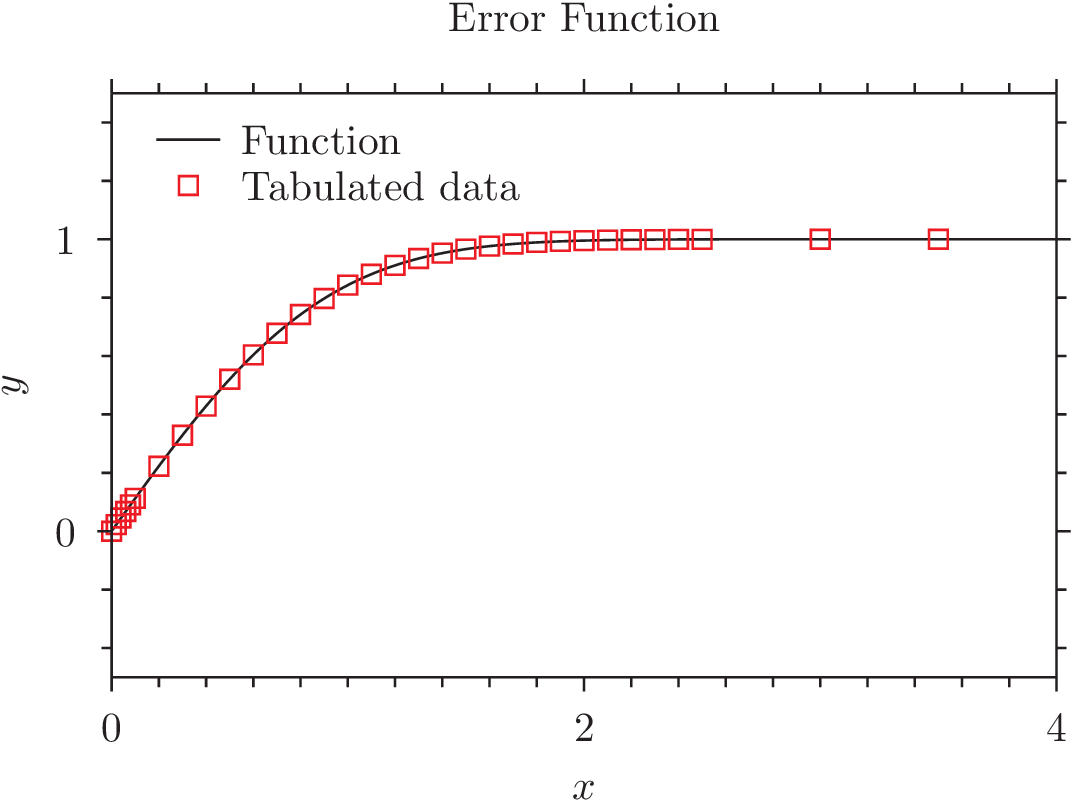 Error Function
Function
Tabulated data
1
0
y
0 2 4
x